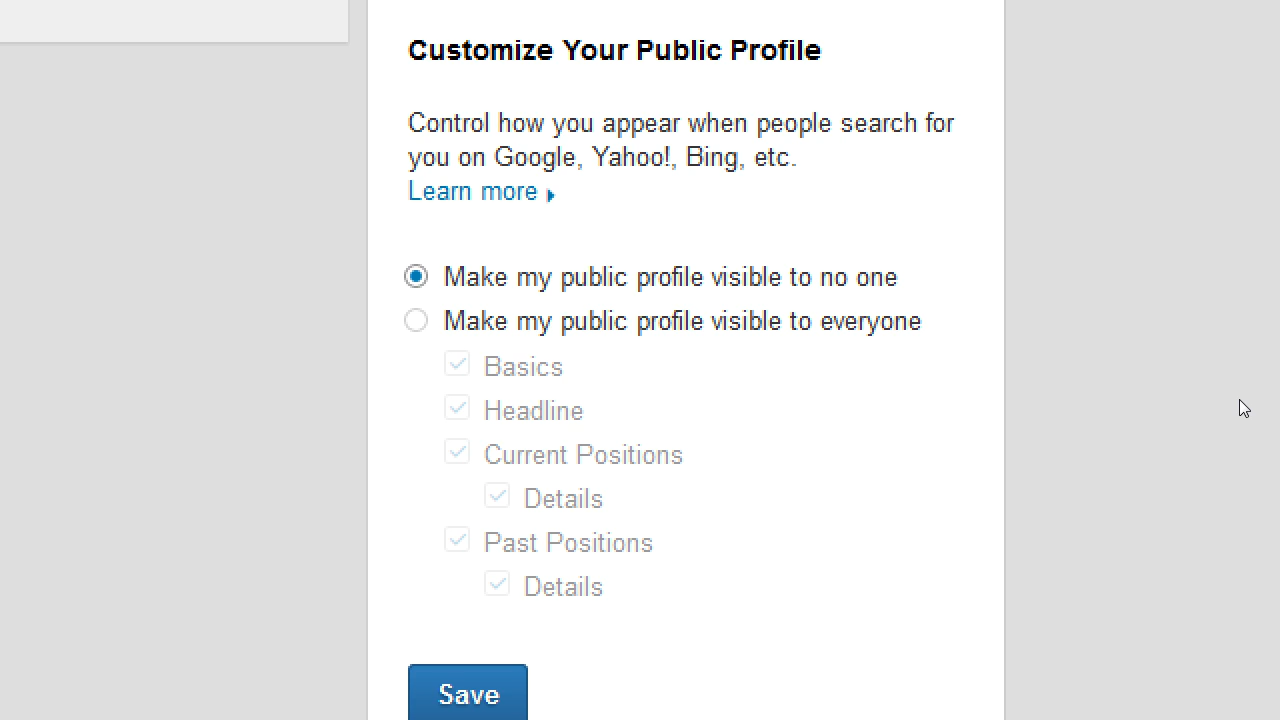 Customize Your Public Profile
Control how you appear when people search for
you on Google, Yahoo!, Bing, etc.
Learn more
Make my public profile visible to no one
Make my public profile visible to everyone
Basics
Headline
Current Positions
Details
Past Positions
Details
Save